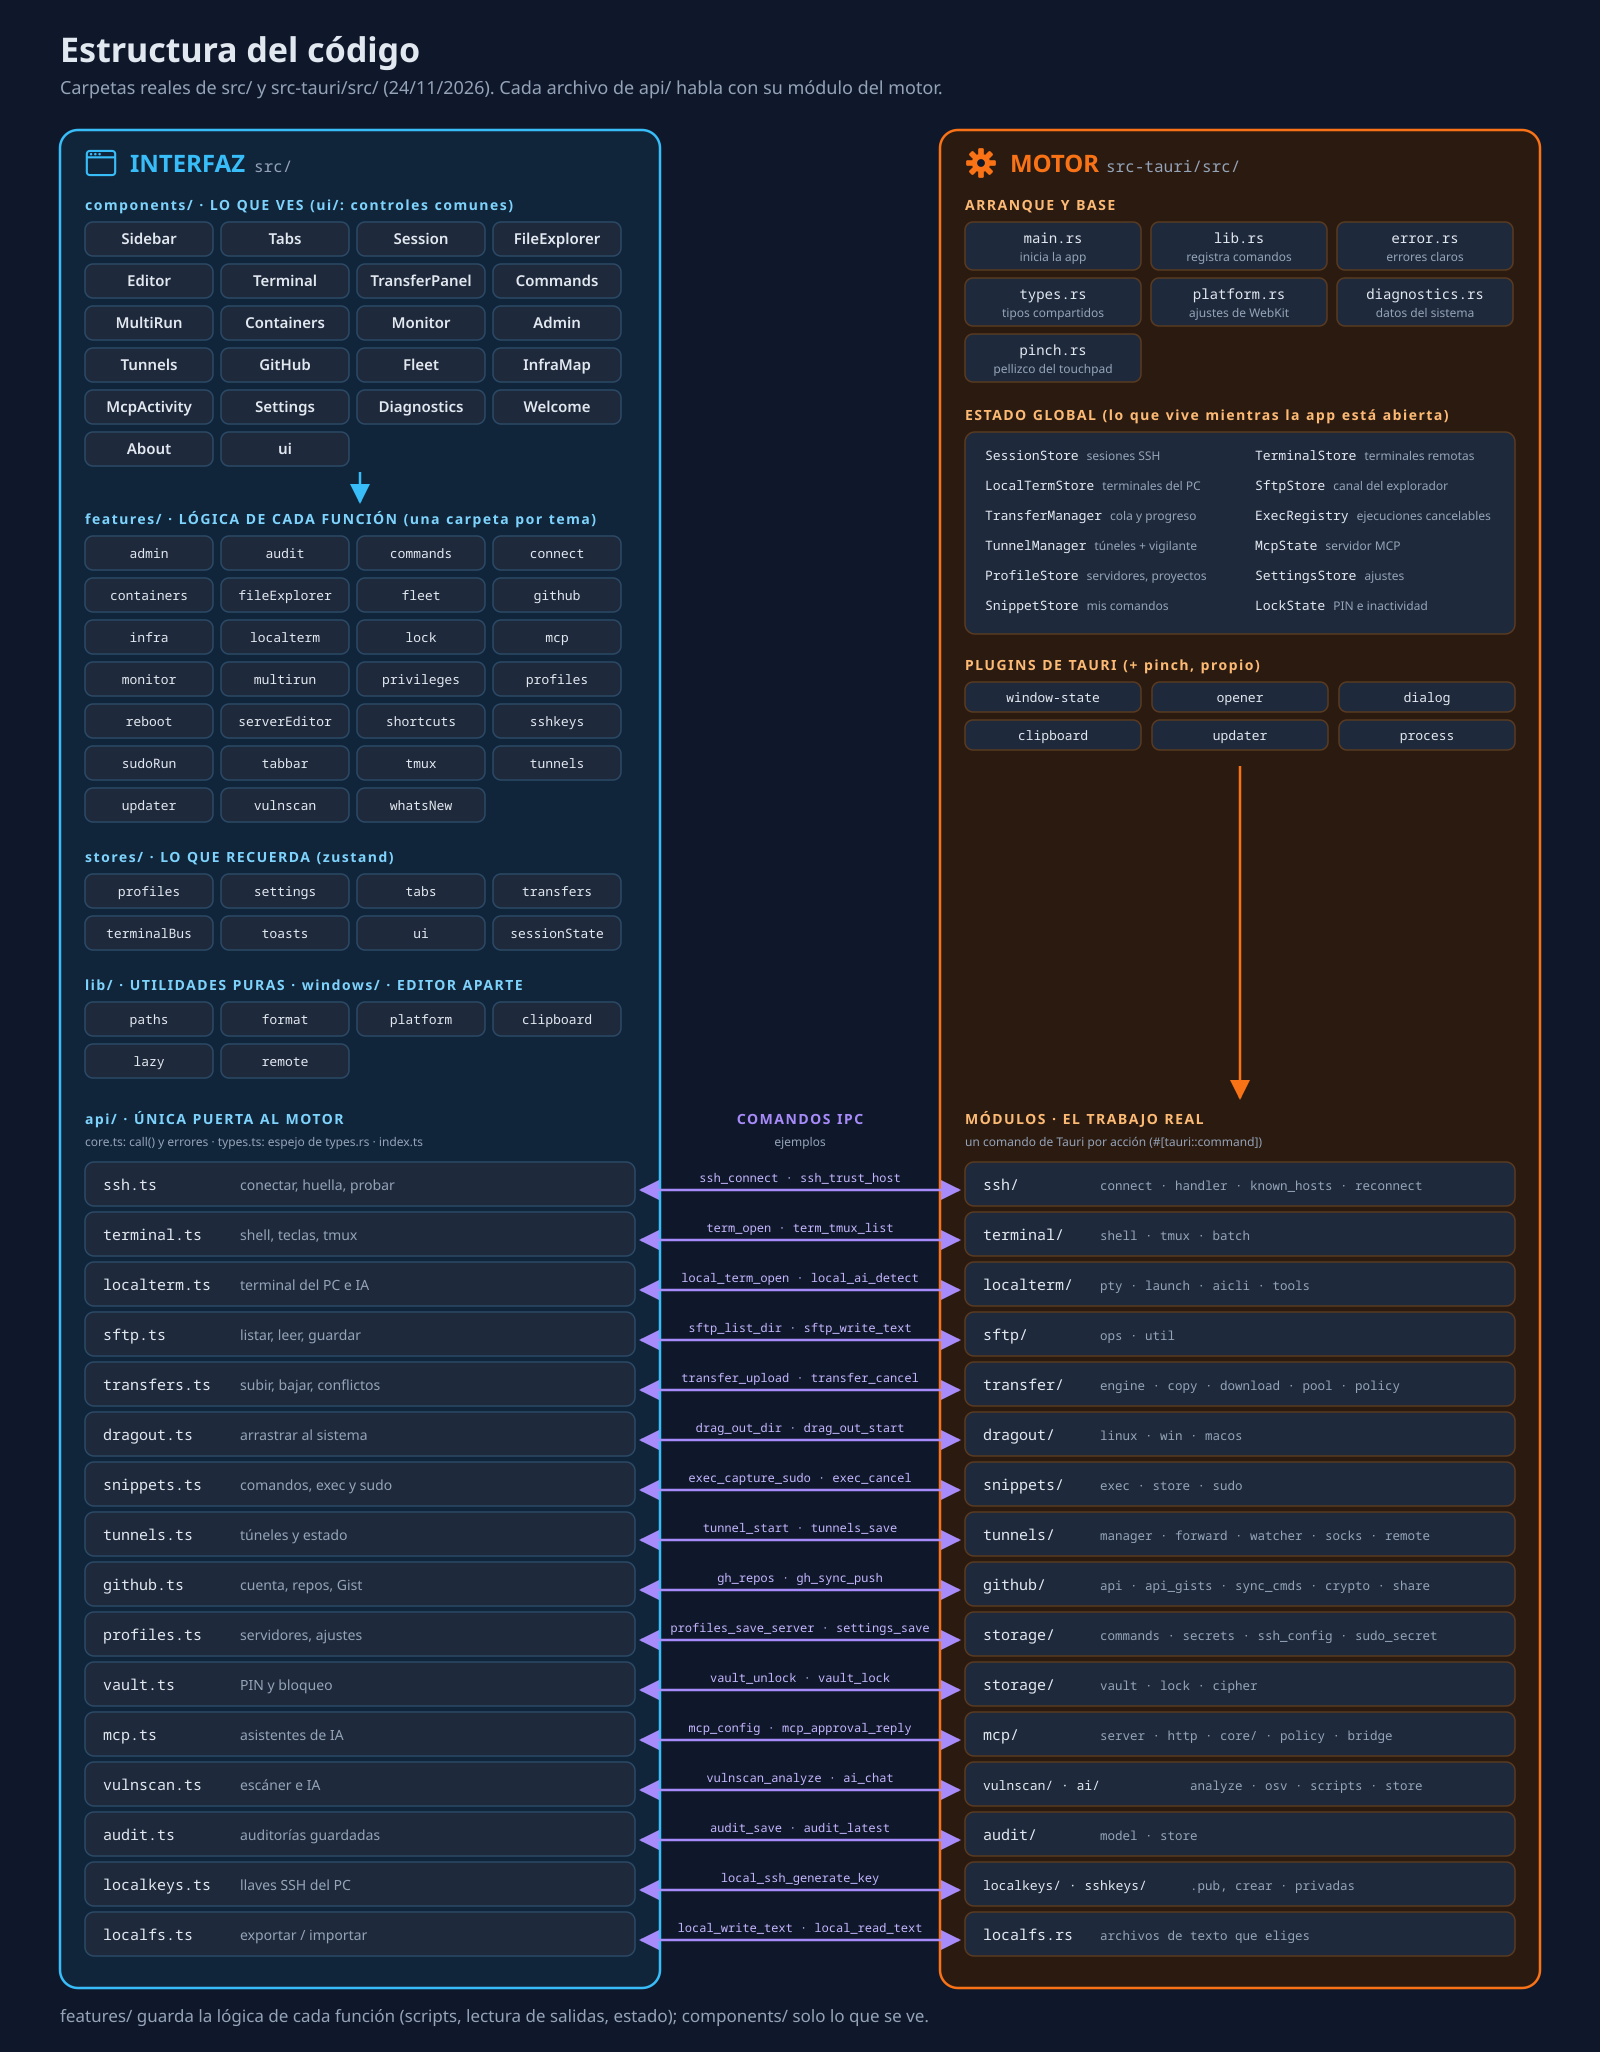 Estructura del código
Carpetas reales de src/ y src-tauri/src/ (24/11/2026). Cada archivo de api/ habla con su módulo del motor.
INTERFAZ src/
components/ · LO QUE VES (ui/: controles comunes)
Sidebar Tabs Session FileExplorer
Editor Terminal TransferPanel Commands
MultiRun Containers Monitor Admin
Tunnels GitHub Fleet InfraMap
McpActivity Settings Diagnostics Welcome
About ui
features/ · LÓGICA DE CADA FUNCIÓN (una carpeta por tema)
admin audit commands connect
containers fileExplorer fleet github
infra localterm lock mcp
monitor multirun privileges profiles
reboot serverEditor shortcuts sshkeys
sudoRun tabbar tmux tunnels
updater vulnscan whatsNew
stores/ · LO QUE RECUERDA (zustand)
profiles settings tabs transfers
terminalBus toasts ui sessionState
lib/ · UTILIDADES PURAS · windows/ · EDITOR APARTE
paths format platform clipboard
lazy remote
MOTOR src-tauri/src/
ARRANQUE Y BASE
main.rs lib.rs error.rs
inicia la app registra comandos errores claros
types.rs platform.rs diagnostics.rs
tipos compartidos ajustes de WebKit datos del sistema
pinch.rs
pellizco del touchpad
ESTADO GLOBAL (lo que vive mientras la app está abierta)
SessionStore sesiones SSH TerminalStore terminales remotas
LocalTermStore terminales del PC SftpStore canal del explorador
TransferManager cola y progreso ExecRegistry ejecuciones cancelables
TunnelManager túneles + vigilante McpState servidor MCP
ProfileStore servidores, proyectos SettingsStore ajustes
SnippetStore mis comandos LockState PIN e inactividad
PLUGINS DE TAURI (+ pinch, propio)
window-state opener dialog
clipboard updater process
api/ · ÚNICA PUERTA AL MOTOR COMANDOS IPC MÓDULOS · EL TRABAJO REAL
core.ts: call() y errores · types.ts: espejo de types.rs · index.ts ejemplos un comando de Tauri por acción (#[tauri::command])
ssh.ts conectar, huella, probar ssh_connect · ssh_trust_host ssh/ connect · handler · known_hosts · reconnect
terminal.ts shell, teclas, tmux term_open · term_tmux_list terminal/ shell · tmux · batch
localterm.ts terminal del PC e IA local_term_open · local_ai_detect localterm/ pty · launch · aicli · tools
sftp.ts listar, leer, guardar sftp_list_dir · sftp_write_text sftp/ ops · util
transfers.ts subir, bajar, conflictos transfer_upload · transfer_cancel transfer/ engine · copy · download · pool · policy
dragout.ts arrastrar al sistema drag_out_dir · drag_out_start dragout/ linux · win · macos
snippets.ts comandos, exec y sudo exec_capture_sudo · exec_cancel snippets/ exec · store · sudo
tunnels.ts túneles y estado tunnel_start · tunnels_save tunnels/ manager · forward · watcher · socks · remote
github.ts cuenta, repos, Gist gh_repos · gh_sync_push github/ api · api_gists · sync_cmds · crypto · share
profiles.ts servidores, ajustes profiles_save_server · settings_save storage/ commands · secrets · ssh_config · sudo_secret
vault.ts PIN y bloqueo vault_unlock · vault_lock storage/ vault · lock · cipher
mcp.ts asistentes de IA mcp_config · mcp_approval_reply mcp/ server · http · core/ · policy · bridge
vulnscan.ts escáner e IA vulnscan_analyze · ai_chat vulnscan/ · ai/ analyze · osv · scripts · store
audit.ts auditorías guardadas audit_save · audit_latest audit/ model · store
localkeys.ts llaves SSH del PC local_ssh_generate_key localkeys/ · sshkeys/ .pub, crear · privadas
localfs.ts exportar / importar local_write_text · local_read_text localfs.rs archivos de texto que eliges
features/ guarda la lógica de cada función (scripts, lectura de salidas, estado); components/ solo lo que se ve.